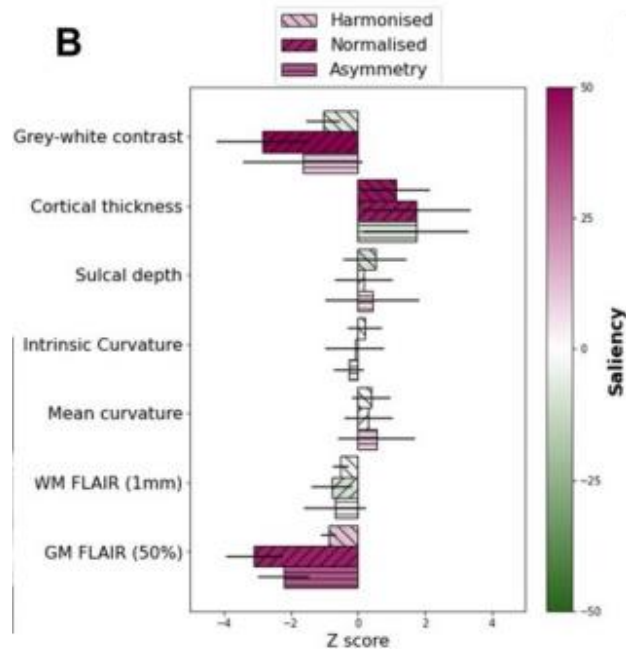 B
Harmonised
Normalised
Asymmetry
Grey-white contrast
Cortical thickness
Sulcal depth
Intrinsic Curvature
Mean curvature
WM FLAIR (1mm)
GM FLAIR (50%)
−4 −2 0 2 4
Z score
50
25
0
−25
−50
Saliency